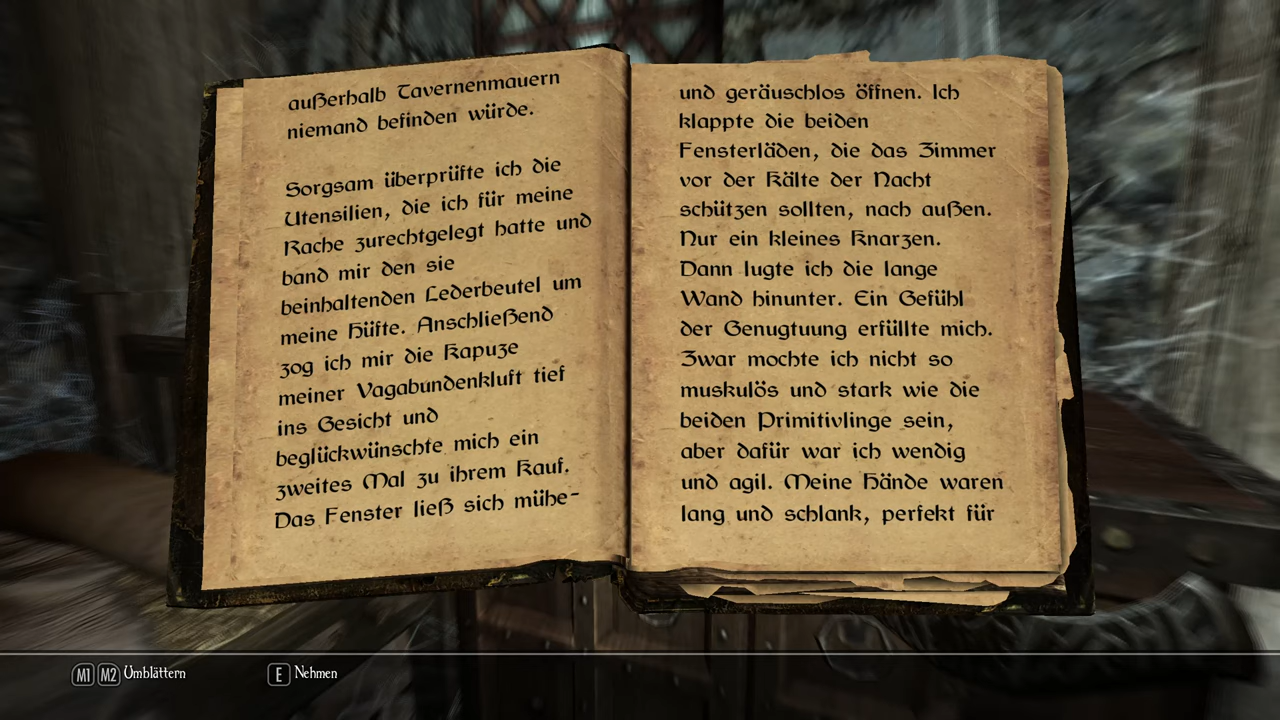 außerhalb Tavernenmauern
niemand befinden würde.
Sorgsam überprüfte ich die
Utensilien, die ich für meine
Rache zurechtgelegt hatte und
band mir den sie
beinhaltenden Lederbeutel um
meine Hüfte. Anschließend
zog ich mir die Kapuze
meiner Vagabundenkluft tief
ins Gesicht und
beglückwünschte mich ein
zweites Mal zu ihrem Kauf.
Das Fenster ließ sich mühe-
und geräuschlos öffnen. Ich
klappte die beiden
Fensterläden, die das Zimmer
vor der Kälte der Nacht
schützen sollten, nach außen.
Nur ein kleines Knarzen.
Dann lugte ich die lange
Wand hinunter. Ein Gefühl
der Genugtuung erfüllte mich.
Zwar mochte ich nicht so
muskulös und stark wie die
beiden Primitivlinge sein,
aber dafür war ich wendig
und agil. Meine Hände waren
lang und schlank, perfekt für
M1 M2 Umblättern E Nehmen